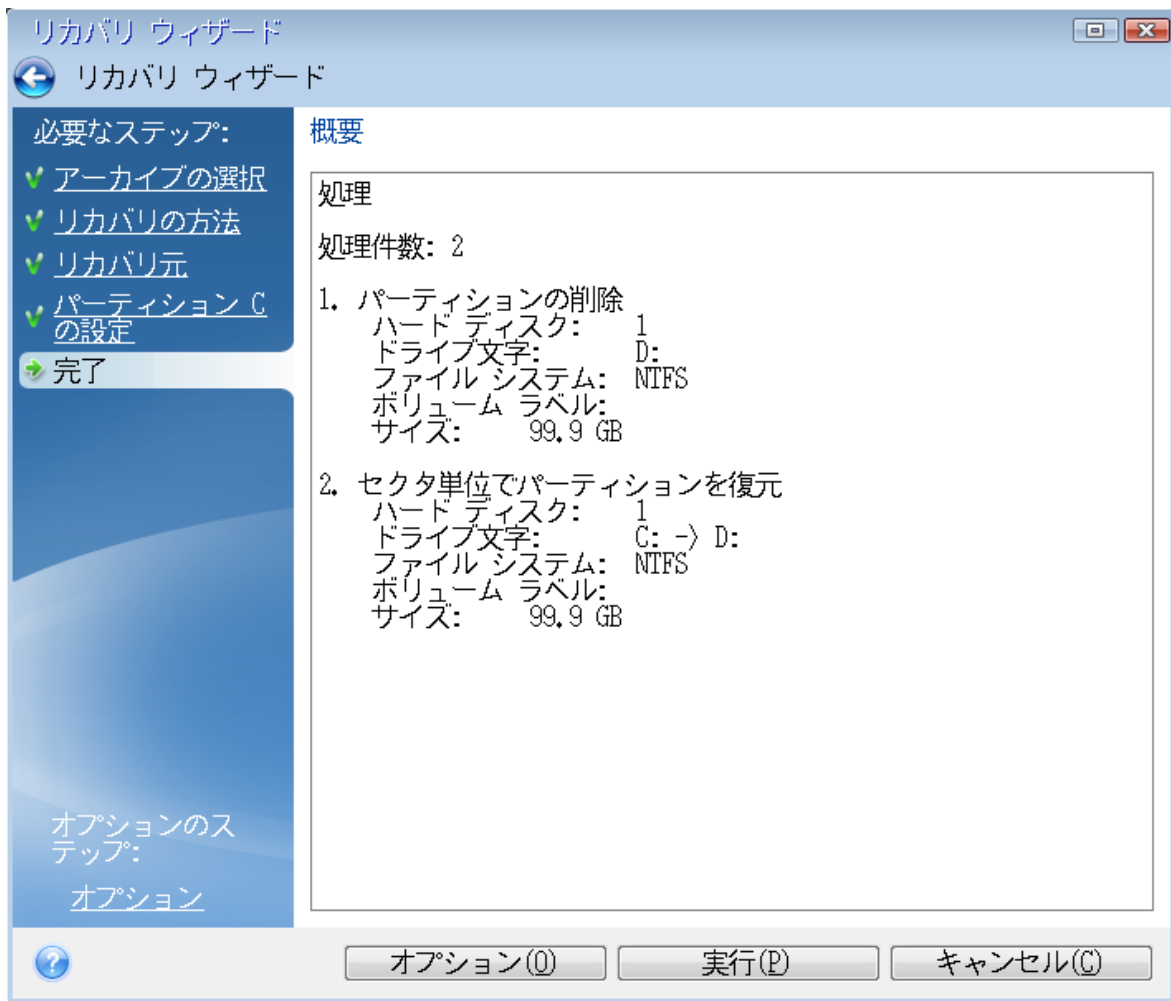 リカバリ ウィザード
リカバリ ウィザード
必要なステップ:
アーカイブの選択
リカバリの方法
リカバリ元
パーティション C
の設定
完了
オプションのス
テップ:
オプション
概要
処理
処理件数: 2
1. パーティションの削除
ハード ディスク: 1
ドライブ文字: D:
ファイル システム: NTFS
ボリューム ラベル:
サイズ: 99.9 GB
2. セクタ単位でパーティションを復元
ハード ディスク: 1
ドライブ文字: C: -> D:
ファイル システム: NTFS
ボリューム ラベル:
サイズ: 99.9 GB
?
オプション(O)
実行(P)
キャンセル(C)